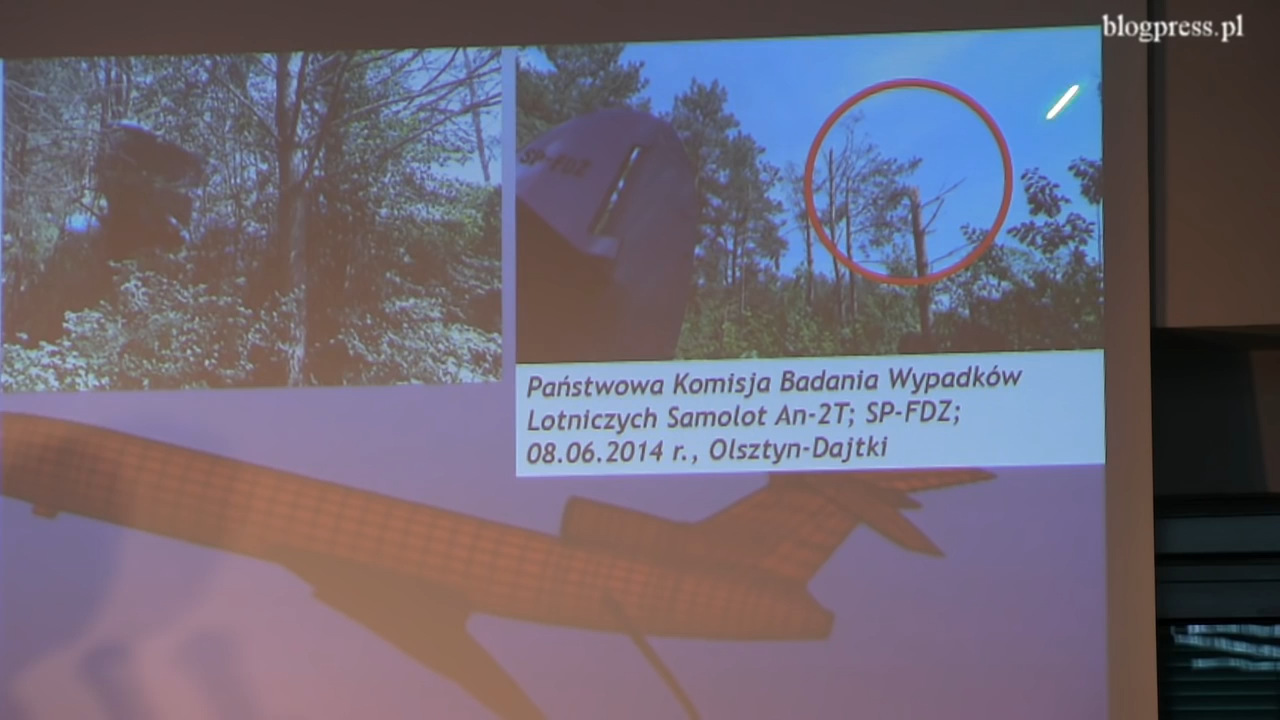 blogpress.pl
SP-FDZ
Państwowa Komisja Badania Wypadków
Lotniczych Samolot An-2T; SP-FDZ;
08.06.2014 r., Olsztyn-Dajtki